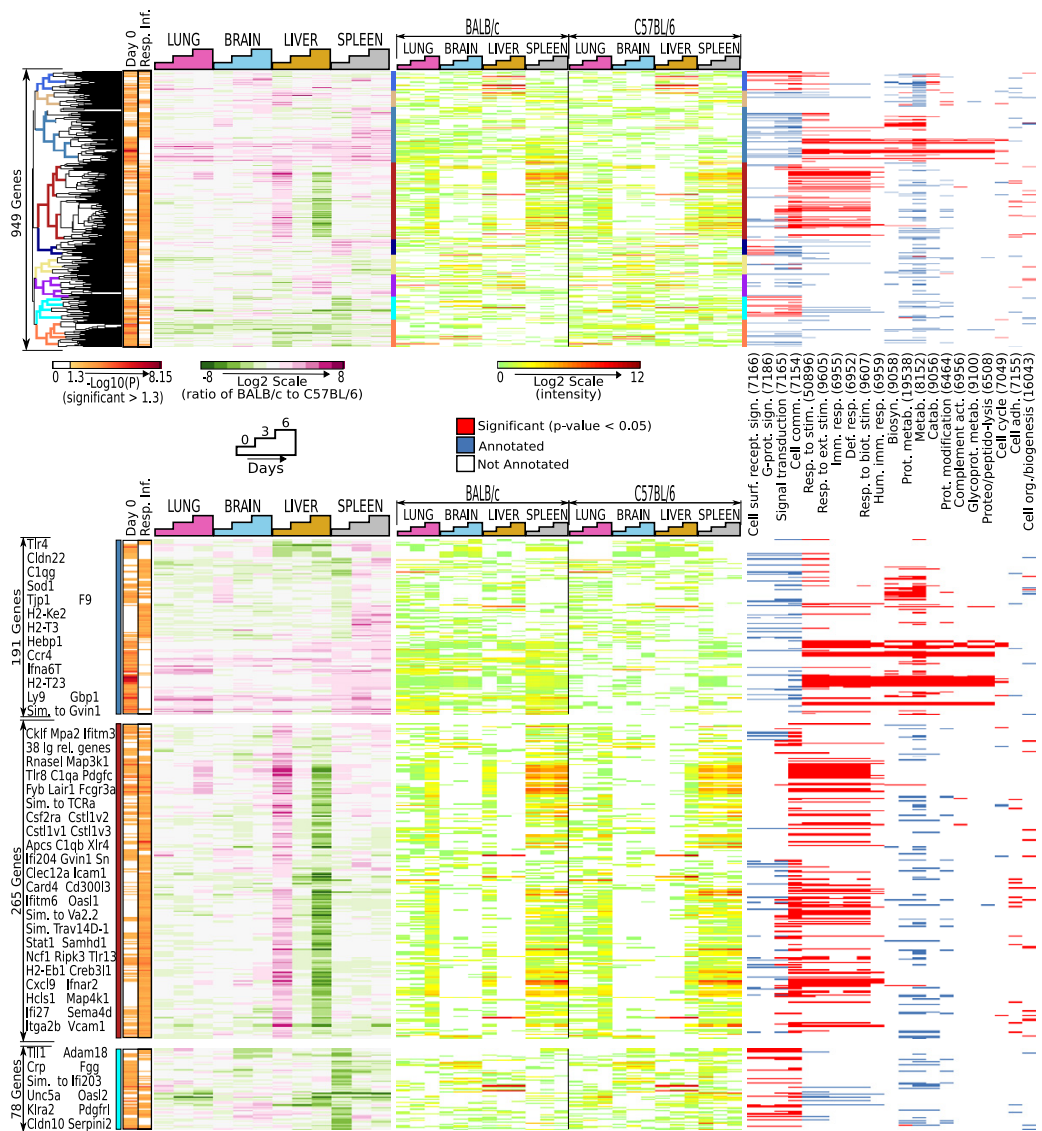 Day 0
Resp. Inf.
LUNG BRAIN LIVER SPLEEN
BALB/c C57BL/6
LUNG BRAIN LIVER SPLEEN LUNG BRAIN LIVER SPLEEN
949 Genes
0 1.3 8.15
-Log10(P)
(significant > 1.3)
-8 8
Log2 Scale
(ratio of BALB/c to C57BL/6)
0 12
Log2 Scale
(intensity)
0 3 6
Days
Significant (p-value < 0.05)
Annotated
Not Annotated
Cell surf. recept. sign. (7166)
G-prot. sign. (7186)
Signal transduction (7165)
Cell comm. (7154)
Resp. to stim. (50896)
Resp. to ext. stim. (9605)
Imm. resp. (6955)
Def. resp. (6952)
Resp. to biot. stim. (9607)
Hum. imm. resp. (6959)
Biosyn. (9058)
Prot. metab. (19538)
Metab. (8152)
Catab. (9056)
Prot. modification (6464)
Complement act. (6956)
Glycoprot. metab. (9100)
Proteo/peptido-lysis (6508)
Cell cycle (7049)
Cell adh. (7155)
Cell org./biogenesis (16043)
Day 0
Resp. Inf.
LUNG BRAIN LIVER SPLEEN
BALB/c C57BL/6
LUNG BRAIN LIVER SPLEEN LUNG BRAIN LIVER SPLEEN
191 Genes
Tlr4
Cldn22
C1qg
Sod1
Tjp1 F9
H2-Ke2
H2-T3
Hebp1
Ccr4
Ifna6T
H2-T23
Ly9 Gbp1
Sim. to Gvin1
265 Genes
Cklf Mpa2 Ifitm3
38 Ig rel. genes
Rnasel Map3k1
Tlr8 C1qa Pdgfc
Fyb Lair1 Fcgr3a
Sim. to TCRa
Csf2ra Cstl1v2
Cstl1v1 Cstl1v3
Apcs C1qb Xlr4
Ifi204 Gvin1 Sn
Clec12a Icam1
Card4 Cd300l3
Ifitm6 Oasl1
Sim. to Va2.2
Sim. Trav14D-1
Stat1 Samhd1
Ncf1 Ripk3 Tlr13
H2-Eb1 Creb3l1
Cxcl9 Ifnar2
Hcls1 Map4k1
Ifi27 Sema4d
Itga2b Vcam1
78 Genes
Tll1 Adam18
Crp Fgg
Sim. to Ifi203
Unc5a Oasl2
Klra2 Pdgfrl
Cldn10 Serpini2